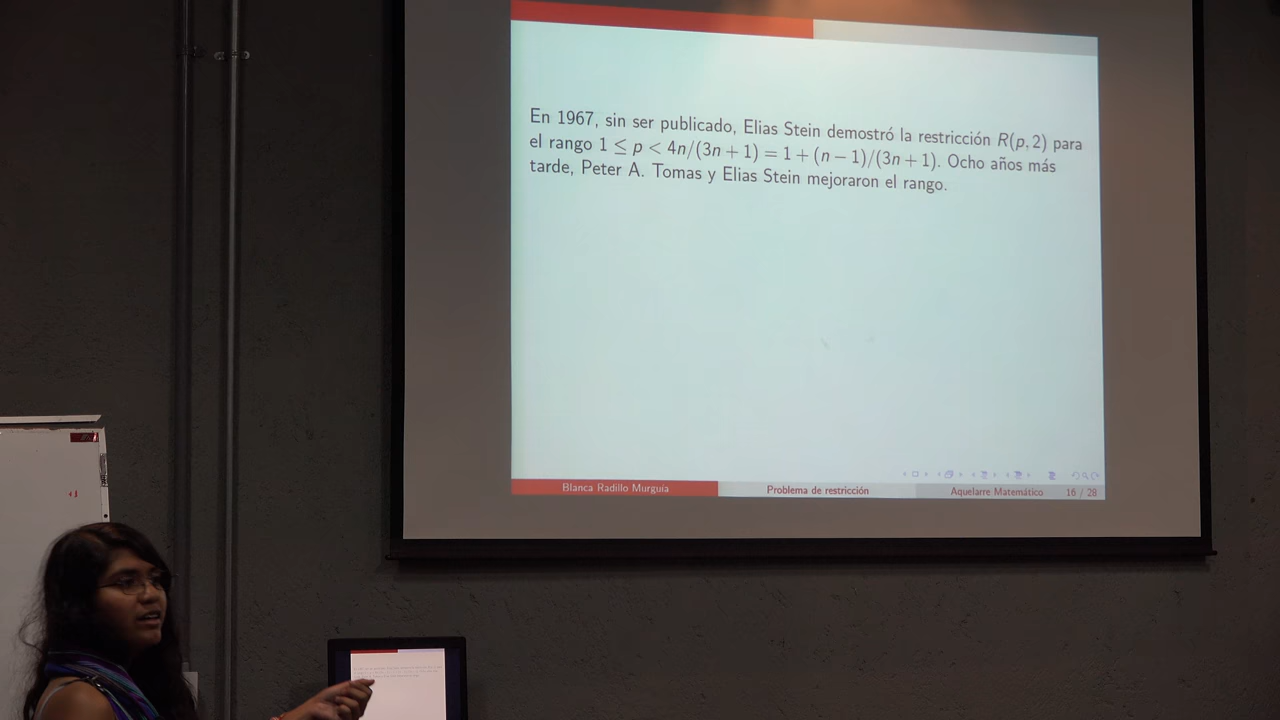 En 1967, sin ser publicado, Elias Stein demostró la restricción R(p, 2) para
el rango 1 ≤ p < 4n/(3n + 1) = 1 + (n − 1)/(3n + 1). Ocho años más
tarde, Peter A. Tomas y Elias Stein mejoraron el rango.
Blanca Radillo Murguía Problema de restricción Aquelarre Matemático 16 / 28